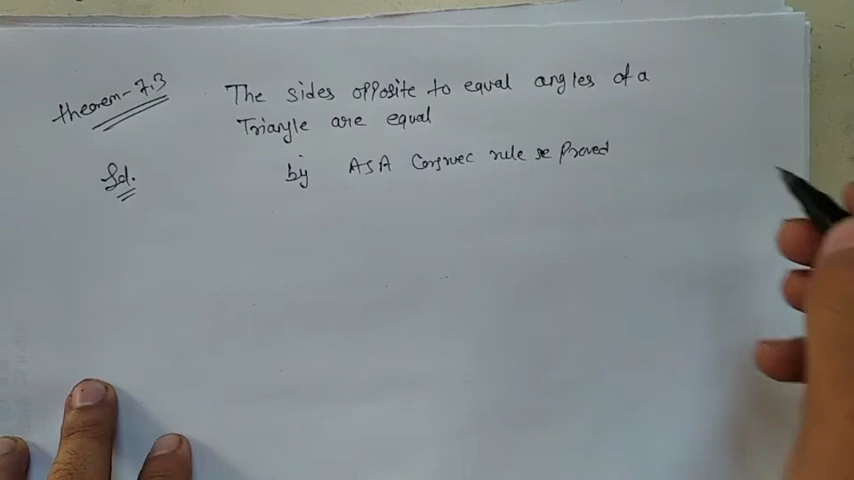 theorem-7.3 The sides opposite to equal angles of a
Triangle are equal
Sol. by ASA rule se Proved